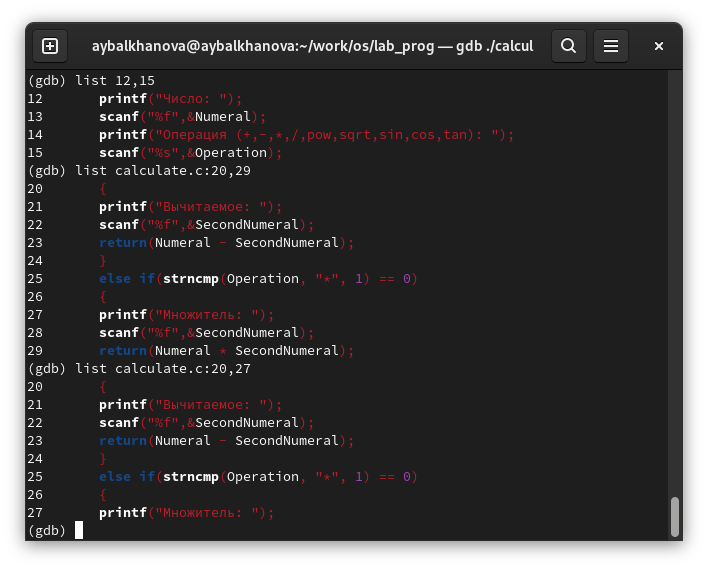 aybalkhanova@aybalkhanova:~/work/os/lab_prog — gdb ./calcul
(gdb) list 12,15
12       printf("Число: ");
13       scanf("%f",&Numeral);
14       printf("Операция (+,-,*,/,pow,sqrt,sin,cos,tan): ");
15       scanf("%s",&Operation);
(gdb) list calculate.c:20,29
20       {
21       printf("Вычитаемое: ");
22       scanf("%f",&SecondNumeral);
23       return(Numeral - SecondNumeral);
24       }
25       else if(strncmp(Operation, "*", 1) == 0)
26       {
27       printf("Множитель: ");
28       scanf("%f",&SecondNumeral);
29       return(Numeral * SecondNumeral);
(gdb) list calculate.c:20,27
20       {
21       printf("Вычитаемое: ");
22       scanf("%f",&SecondNumeral);
23       return(Numeral - SecondNumeral);
24       }
25       else if(strncmp(Operation, "*", 1) == 0)
26       {
27       printf("Множитель: ");
(gdb)